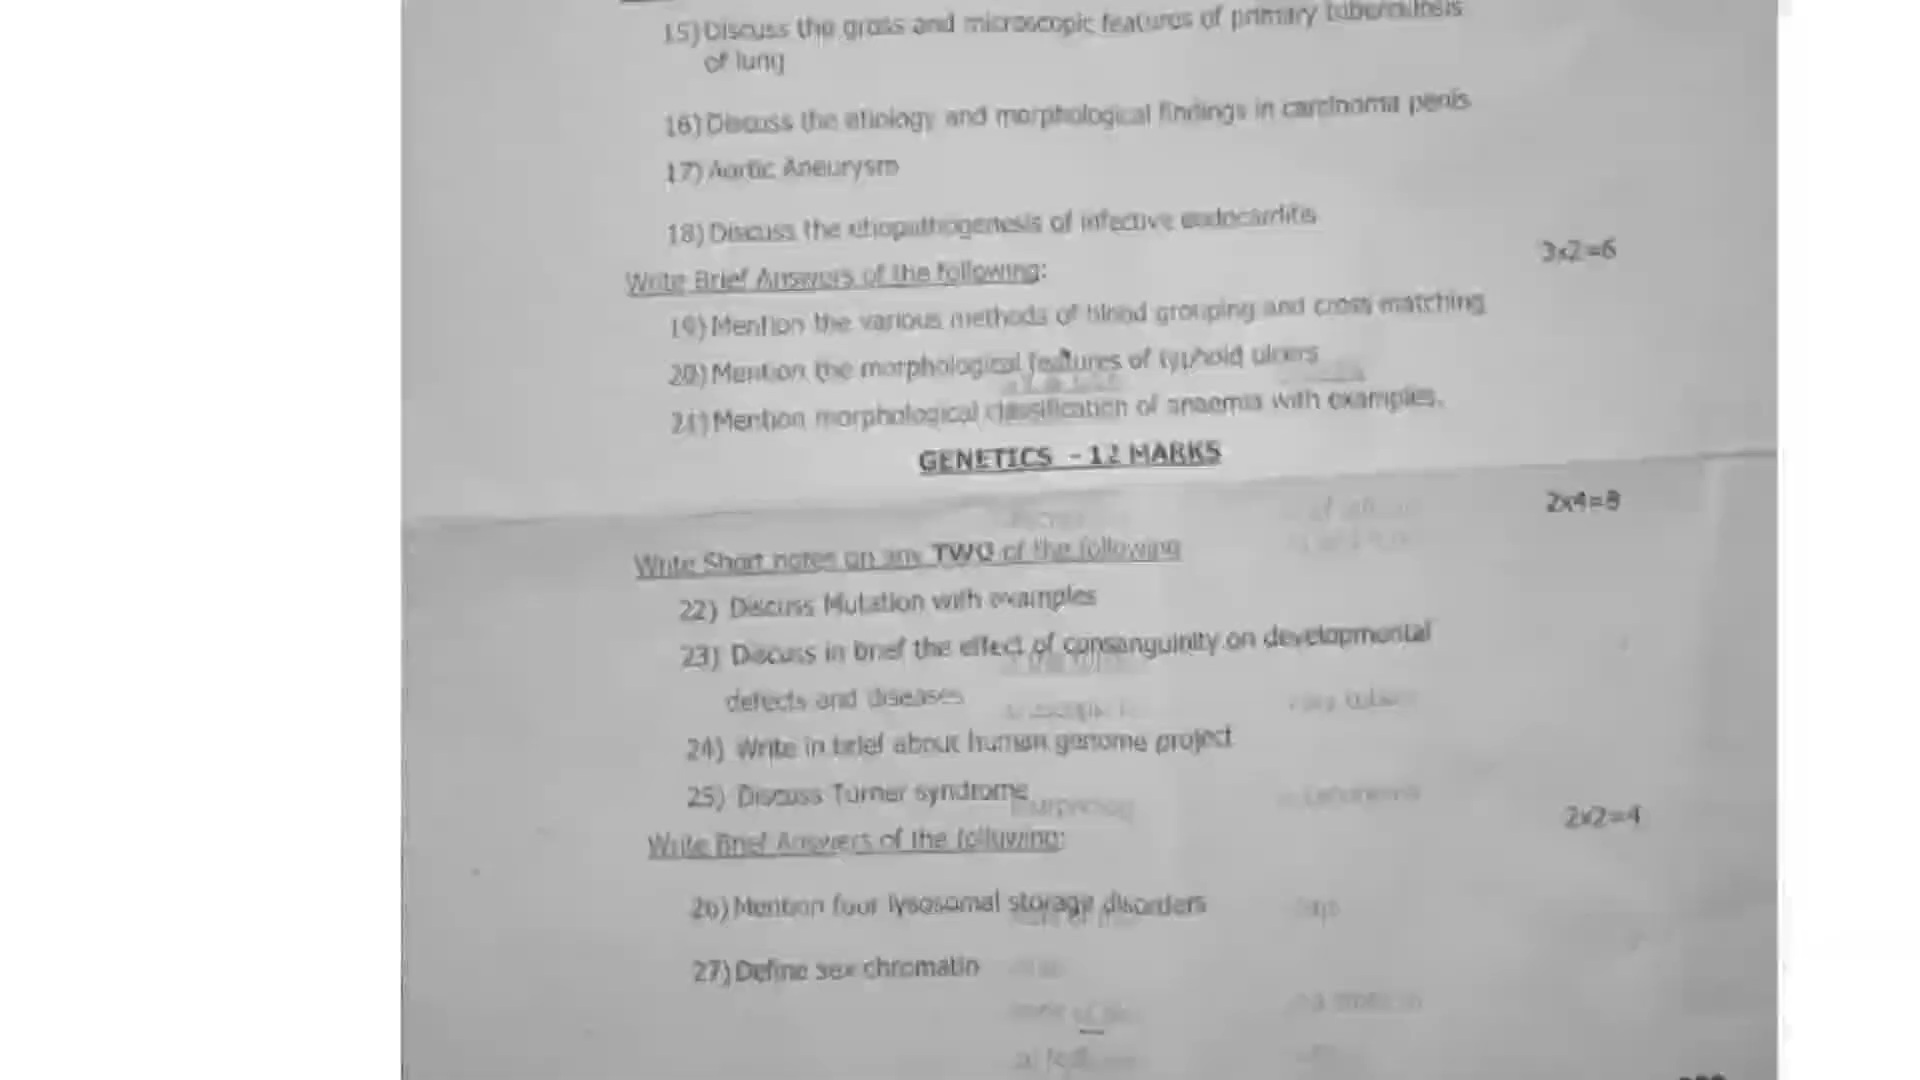 15) Discuss the gross and microscopic features of primary tuberculosis
of lung
16) Discuss the etiology and morphological findings in carcinoma penis
17) Aortic Aneurysm
18) Discuss the etiopathogenesis of infective endocarditis
3x2=6
Write Brief Answers of the following:
19) Mention the various methods of blood grouping and cross matching
20) Mention the morphological features of typhoid ulcers
21) Mention morphological classification of anaemia with examples.
GENETICS - 12 MARKS
2x4=8
Write Short notes on any TWO of the following
22) Discuss Mutation with examples
23) Discuss in brief the effect of consanguinity on developmental
defects and diseases
24) Write in brief about human genome project
25) Discuss Turner syndrome
2x2=4
Write Brief Answers of the following:
26) Mention four lysosomal storage disorders
27) Define sex chromatin